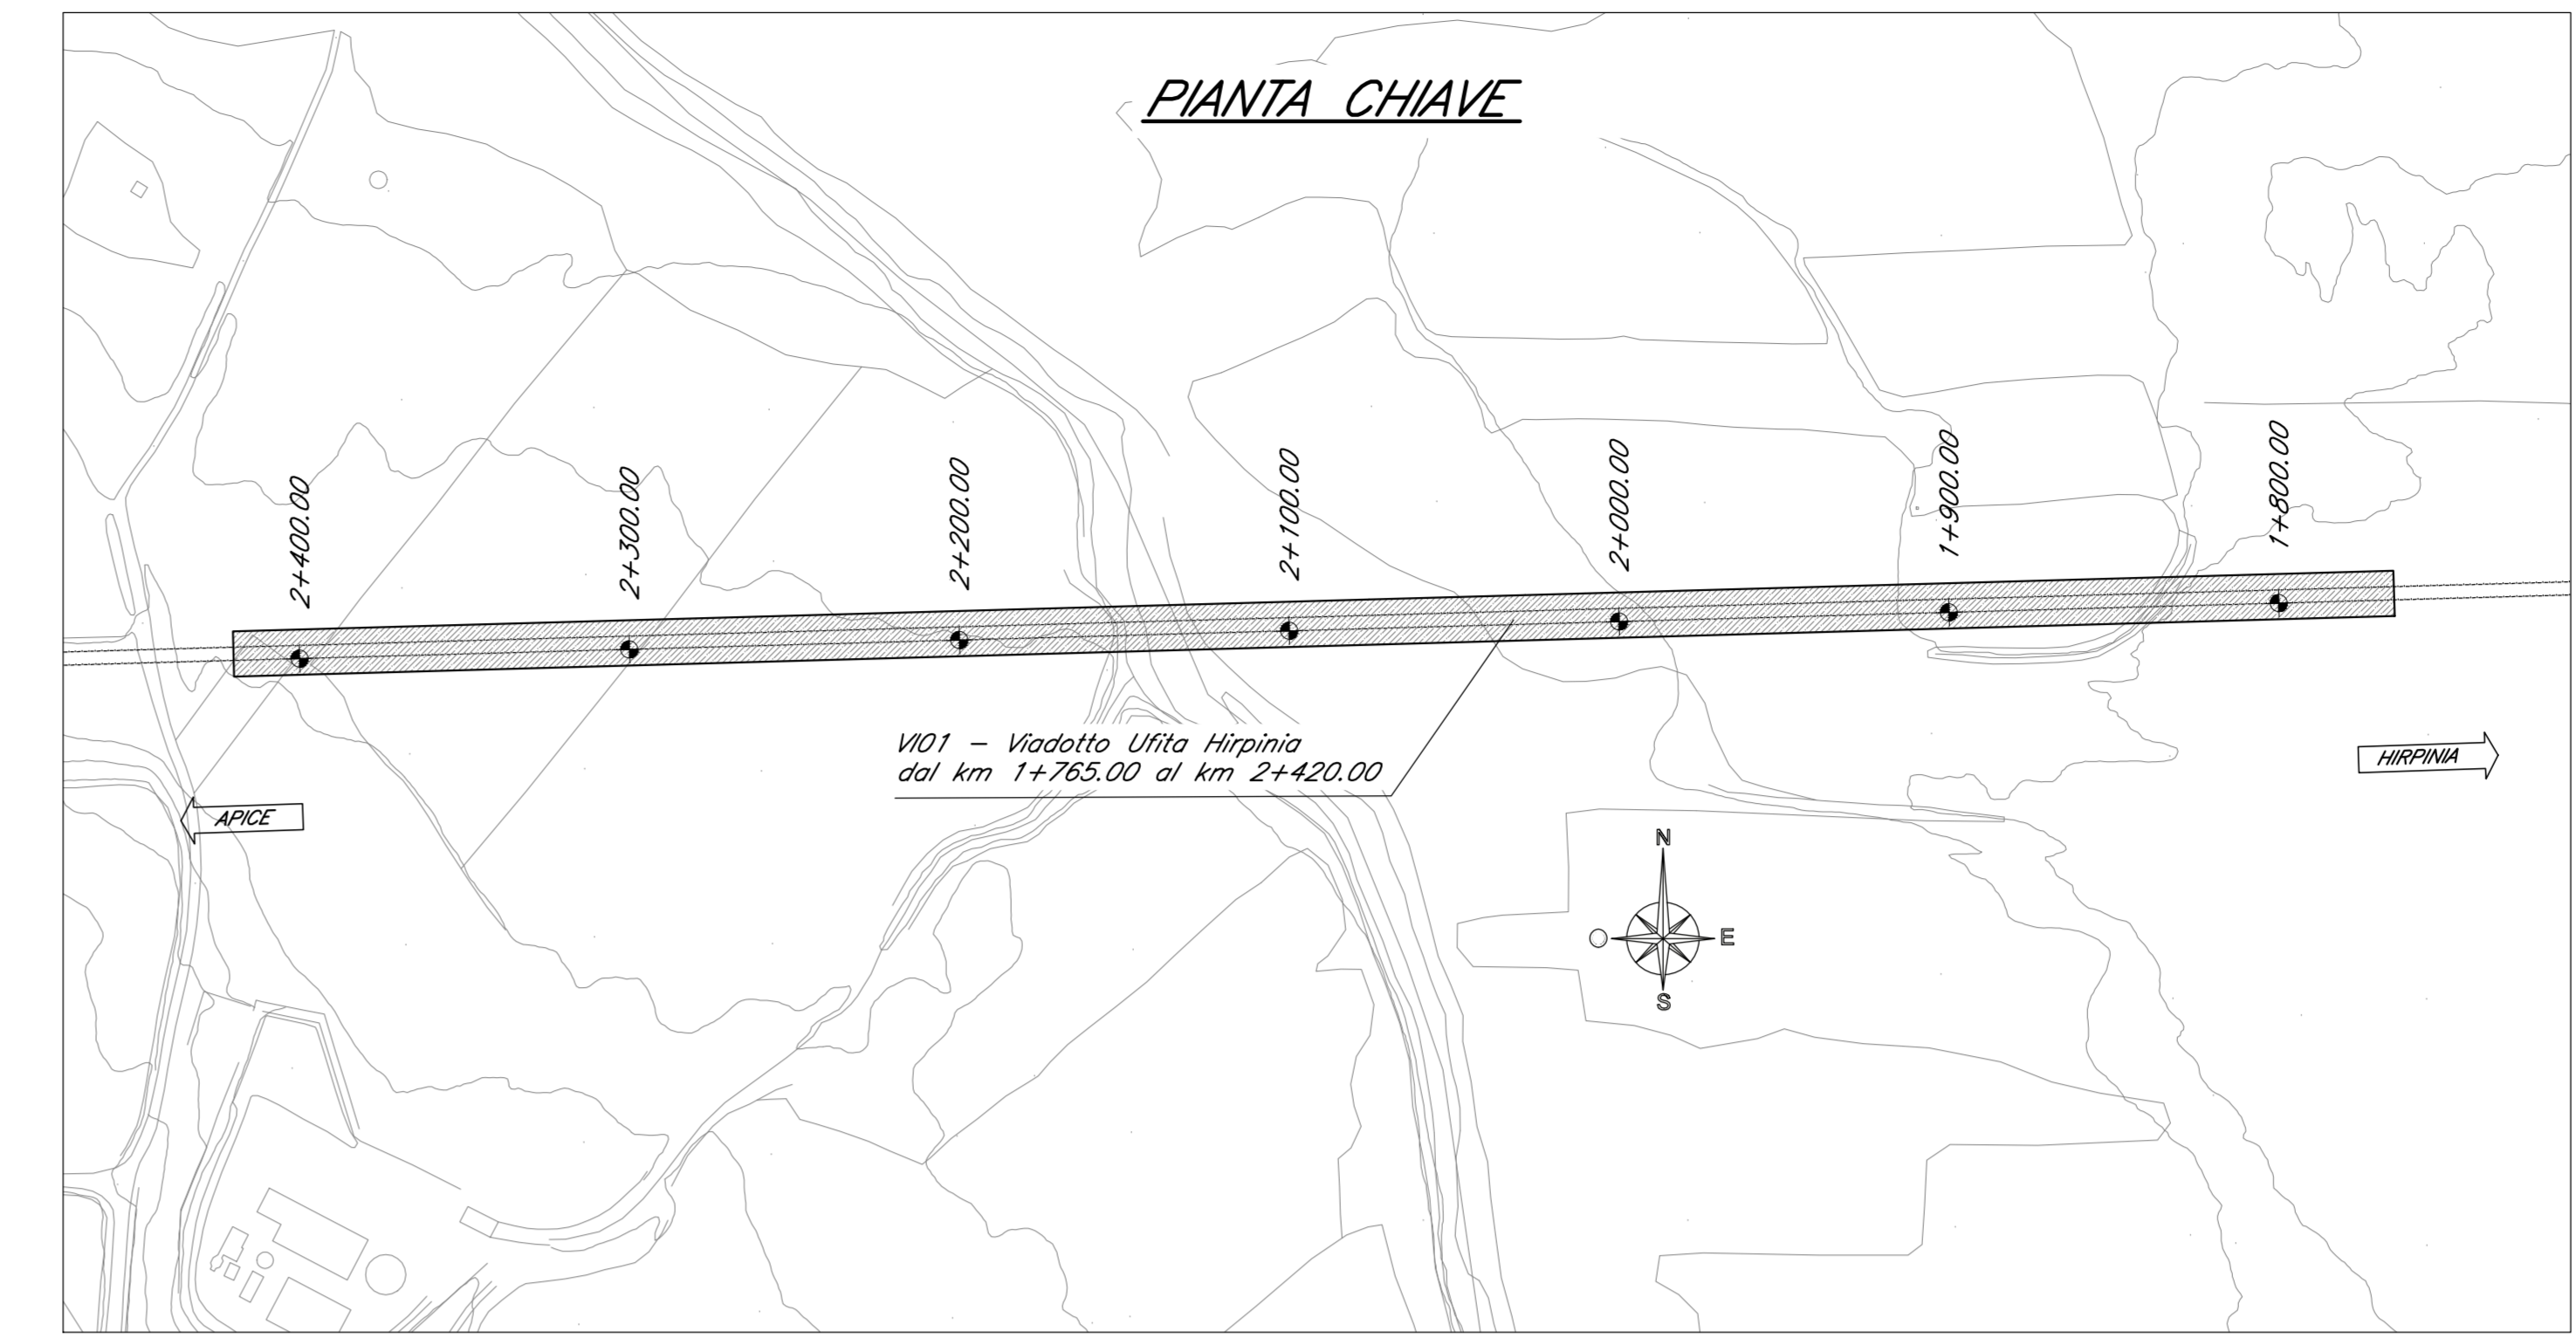 PIANTA CHIAVE
2+400.00
2+300.00
2+200.00
2+100.00
2+000.00
1+900.00
1+800.00
VI01 – Viadotto Ufita Hirpinia
dal km 1+765.00 al km 2+420.00
HIRPINIA
APICE
N
O E
S